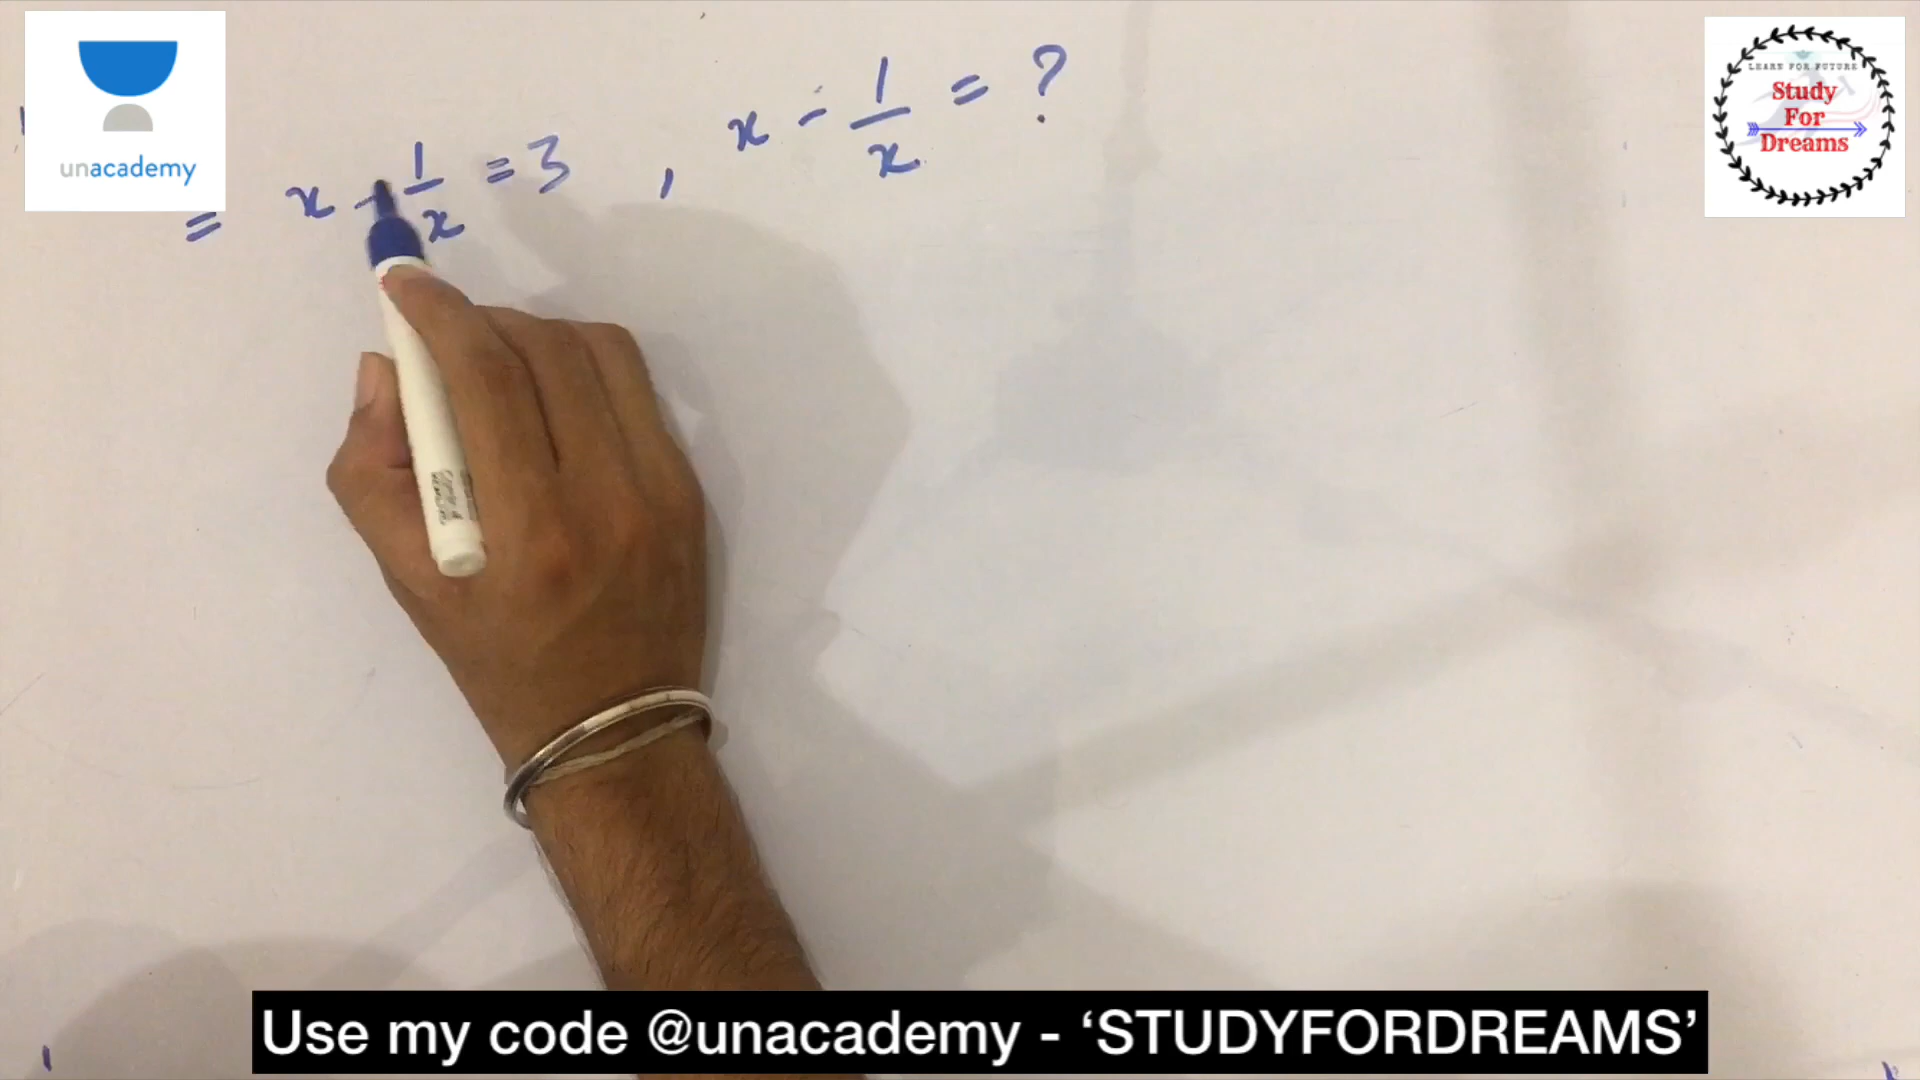 unacademy
= x - 1/x = 3 , x - 1/x = ?
LEARN FOR FUTURE
Study
For
Dreams
Use my code @unacademy - ‘STUDYFORDREAMS’